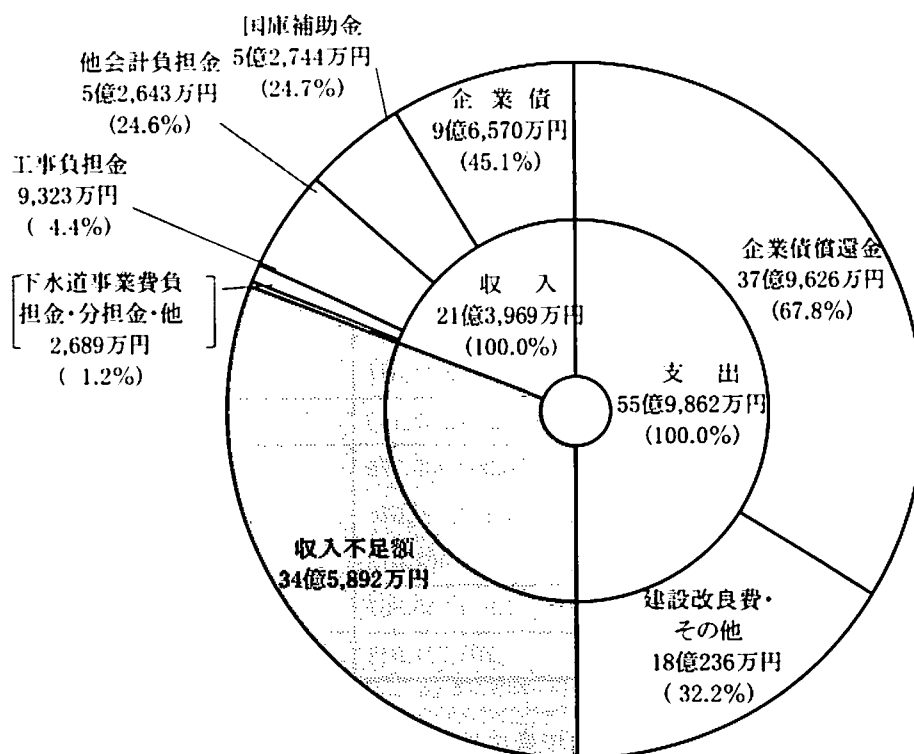 国庫補助金
5億2,744万円
(24.7%)
他会計負担金
5億2,643万円
(24.6%)
工事負担金
9,323万円
( 4.4%)
下水道事業費負
担金・分担金・他
2,689万円
( 1.2%)
企業債
9億6,570万円
(45.1%)
収入
21億3,969万円
(100.0%)
支出
55億9,862万円
(100.0%)
企業債償還金
37億9,626万円
(67.8%)
収入不足額
34億5,892万円
建設改良費・
その他
18億236万円
( 32.2%)